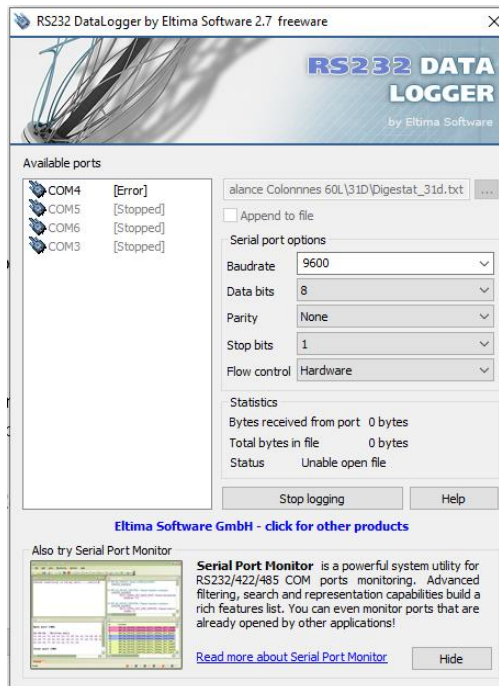 RS232 DataLogger by Eltima Software 2.7 freeware
RS232 DATA
LOGGER
by Eltima Software
Available ports
COM4 [Error]
COM5 [Stopped]
COM6 [Stopped]
COM3 [Stopped]
alance Colonnnes 60L\31D\Digestat_31d.txt ...
Append to file
Serial port options
Baudrate 9600
Data bits 8
Parity None
Stop bits 1
Flow control Hardware
Statistics
Bytes received from port 0 bytes
Total bytes in file 0 bytes
Status Unable open file
Stop logging Help
Eltima Software GmbH - click for other products
Also try Serial Port Monitor
Serial Port Monitor is a powerful system utility for
RS232/422/485 COM ports monitoring. Advanced
filtering, search and representation capabilities build a
rich features list. You can even monitor ports that are
already opened by other applications!
Read more about Serial Port Monitor Hide